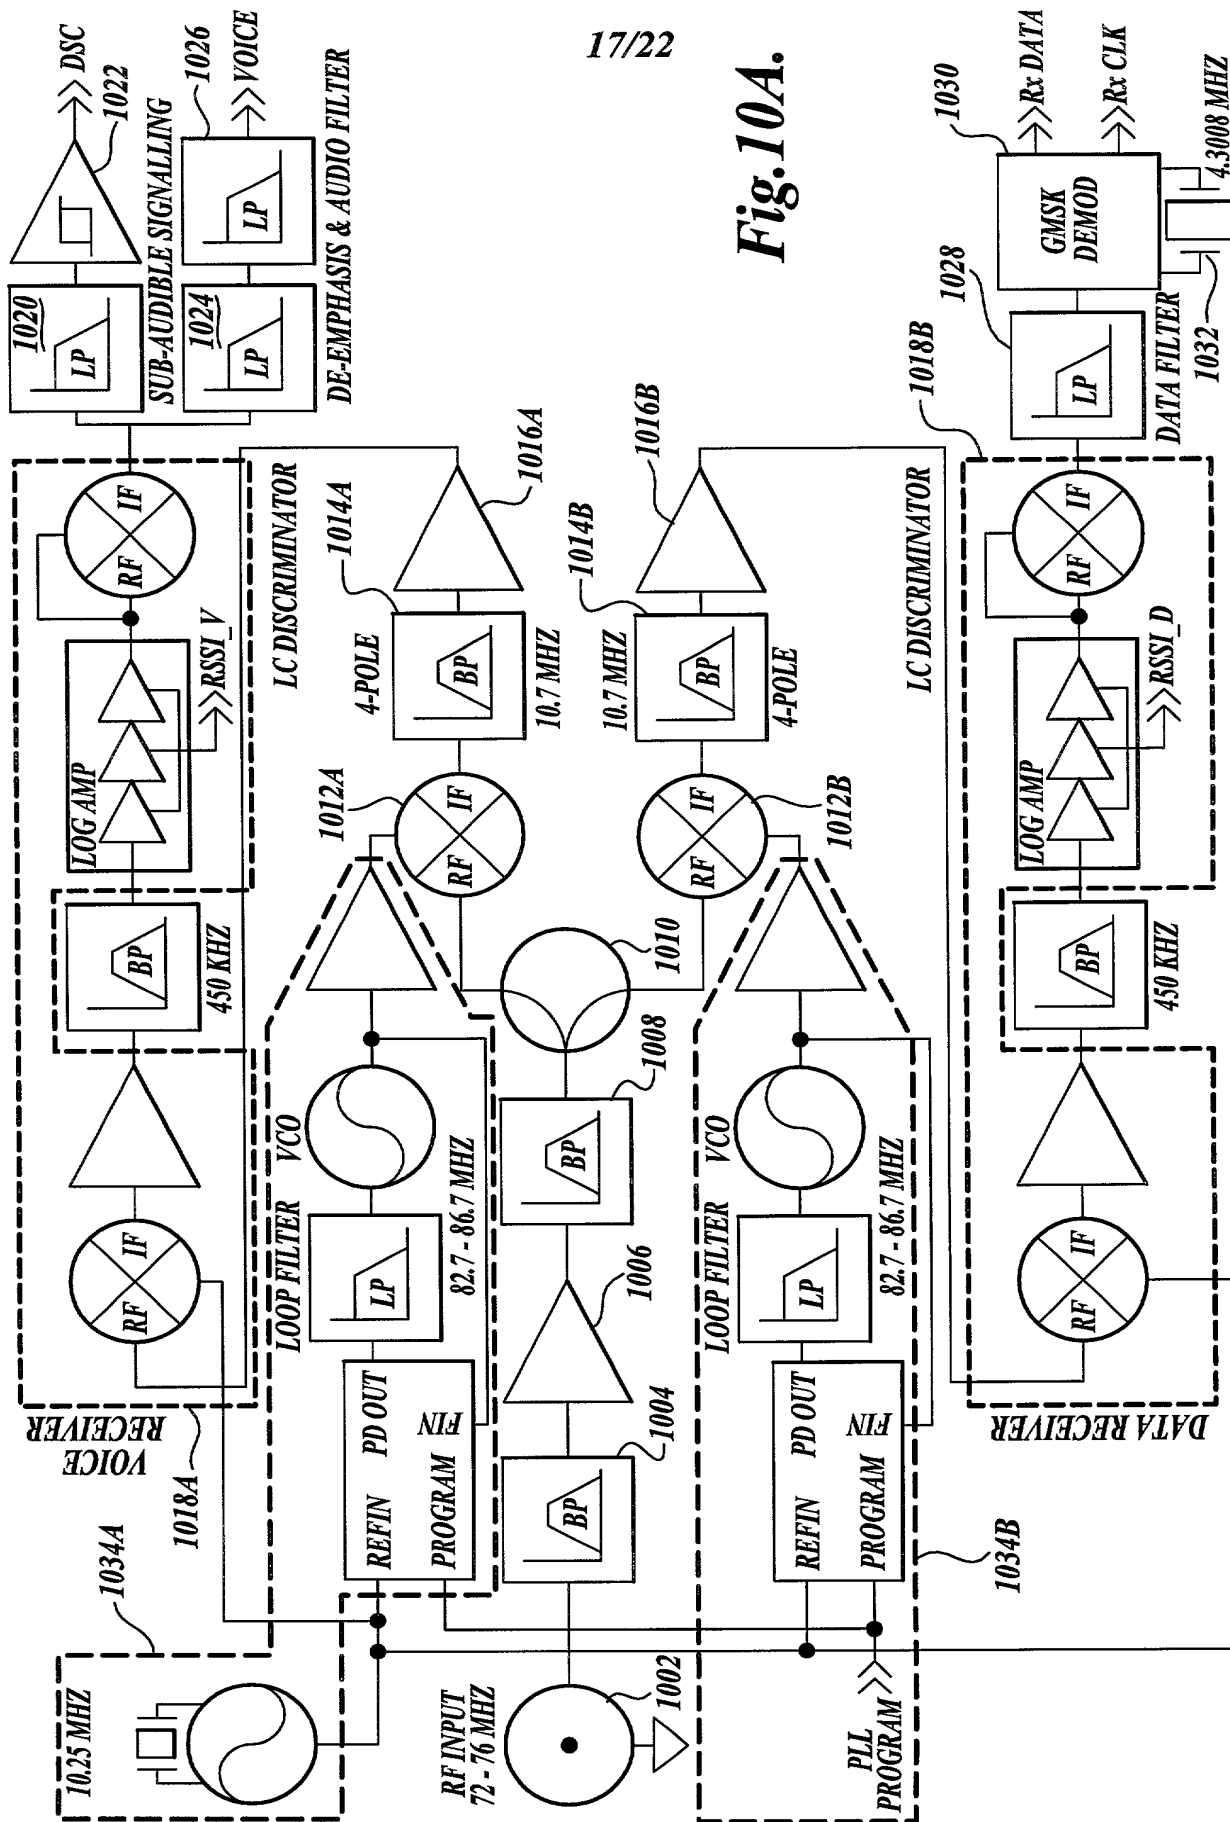 17/22
Fig.10A.
1034A
10.25 MHZ
1018A
VOICE
RECEIVER
RF
IF
BP
450 KHZ
LOG AMP
RSSI_V
RF
IF
LC DISCRIMINATOR
1020
LP
SUB-AUDIBLE SIGNALLING
DSC
1022
1024
LP
LP
DE-EMPHASIS & AUDIO FILTER
1026
VOICE
REFIN
PD OUT
PROGRAM
FIN
LOOP FILTER
LP
VCO
82.7 - 86.7 MHZ
1012A
RF
IF
4-POLE
1014A
BP
10.7 MHZ
1016A
RF INPUT
72 - 76 MHZ
1002
1004
BP
1006
1008
BP
1010
1012B
RF
IF
10.7 MHZ
1014B
BP
4-POLE
1016B
PLL
PROGRAM
REFIN
PD OUT
PROGRAM
FIN
1034B
LOOP FILTER
LP
VCO
82.7 - 86.7 MHZ
DATA RECEIVER
RF
IF
BP
450 KHZ
LOG AMP
RSSI_D
RF
IF
LC DISCRIMINATOR
1018B
1028
LP
DATA FILTER
1030
GMSK
DEMOD
Rx DATA
Rx CLK
1032
4.3008 MHZ